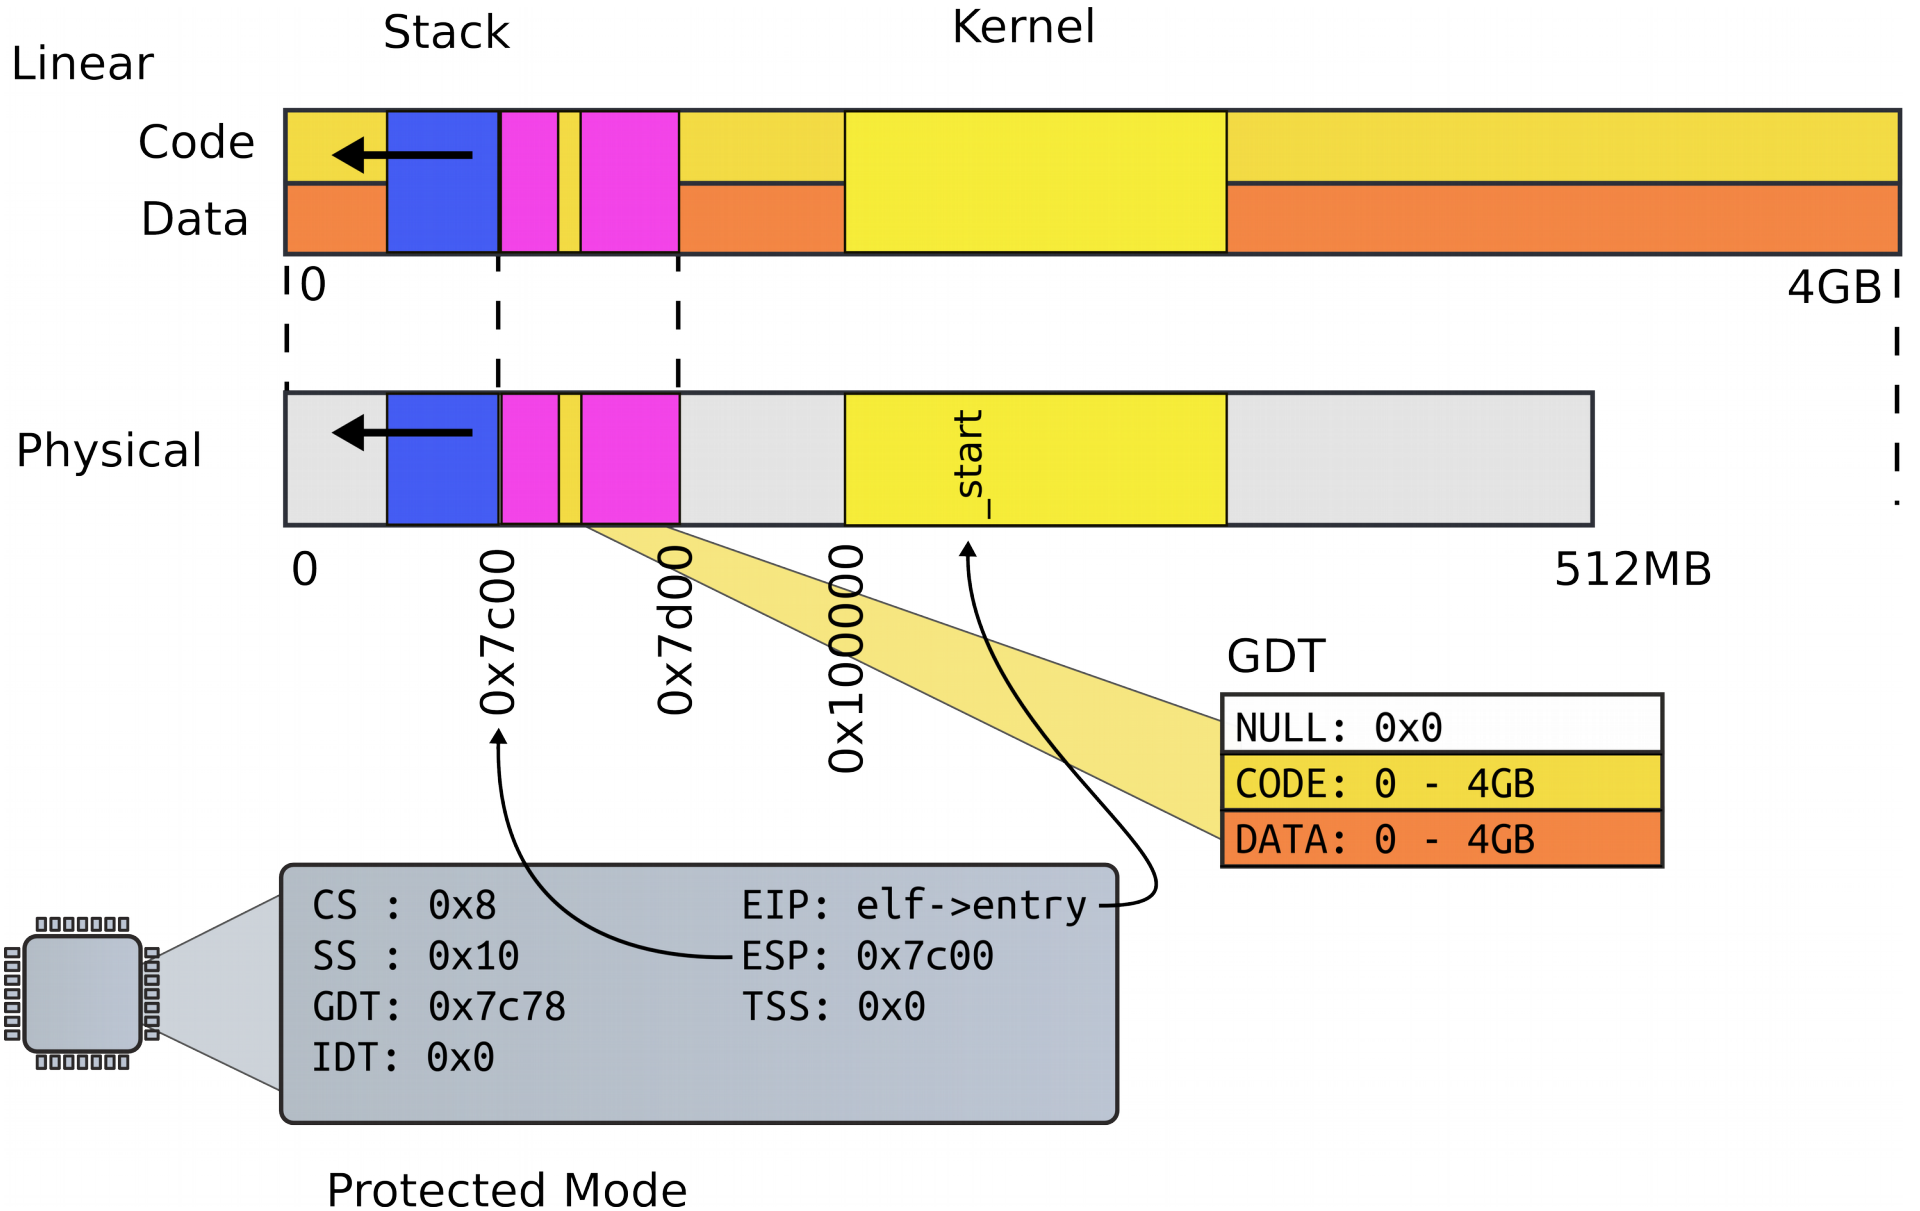 Stack
Kernel
Linear
Code
Data
0
4GB
Physical
_start
0
0x7c00
0x7d00
0x100000
512MB
GDT
NULL: 0x0
CODE: 0 - 4GB
DATA: 0 - 4GB
CS : 0x8
EIP: elf->entry
SS : 0x10
ESP: 0x7c00
GDT: 0x7c78
TSS: 0x0
IDT: 0x0
Protected Mode